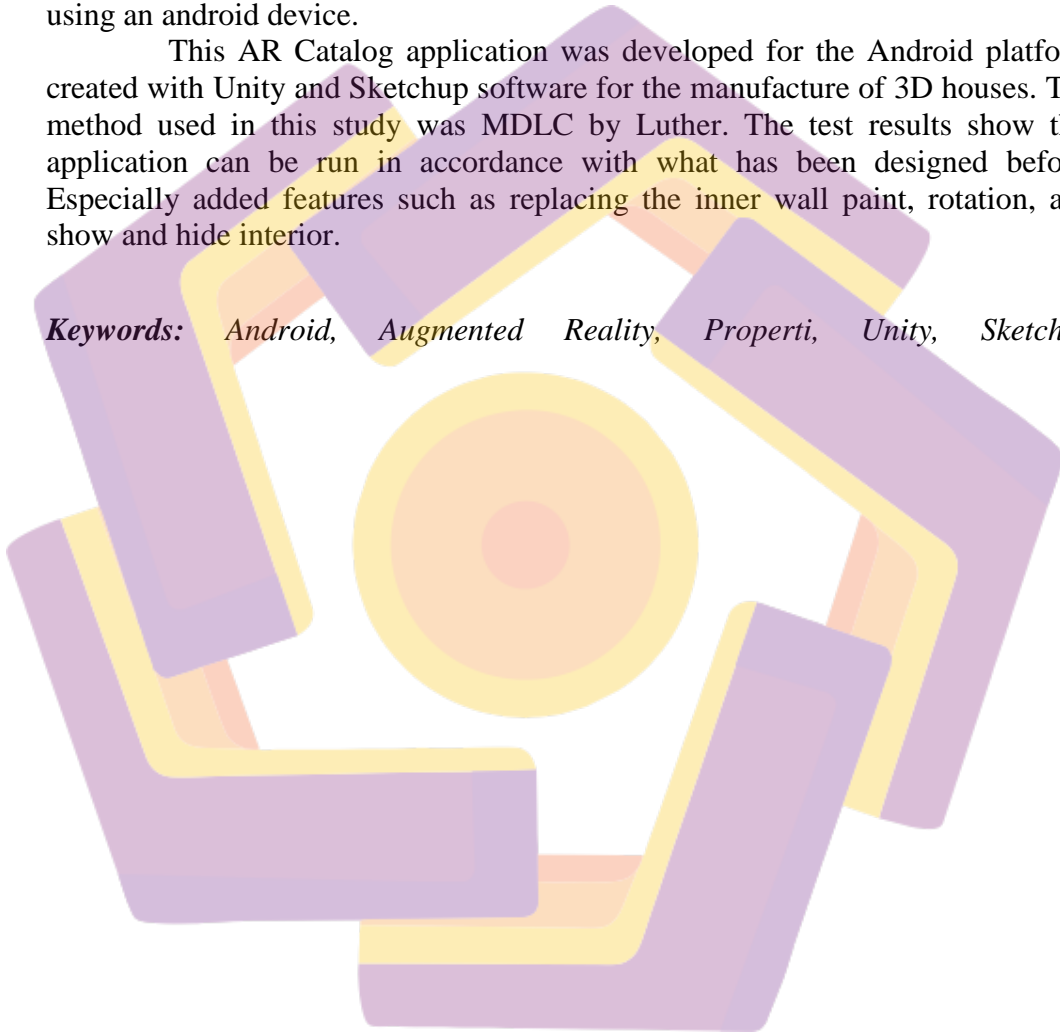 using an android device.
This AR Catalog application was developed for the Android platfo
created with Unity and Sketchup software for the manufacture of 3D houses. T
method used in this study was MDLC by Luther. The test results show th
application can be run in accordance with what has been designed befo
Especially added features such as replacing the inner wall paint, rotation, a
show and hide interior.
Keywords: Android, Augmented Reality, Properti, Unity, Sketch